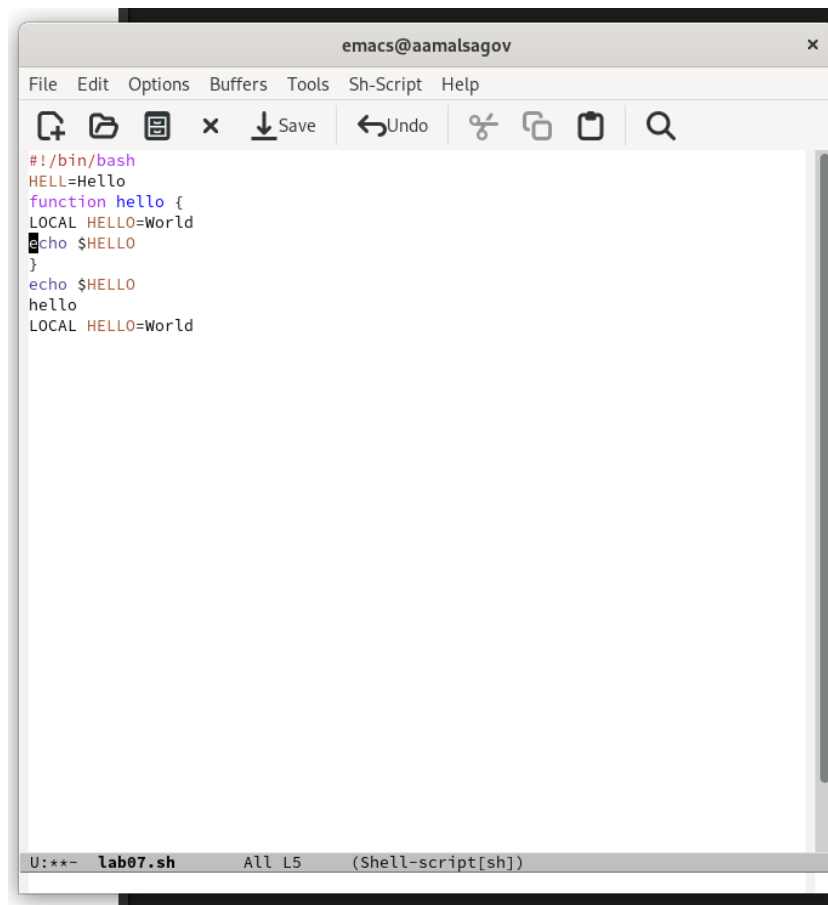 emacs@aamalsagov ×
File Edit Options Buffers Tools Sh-Script Help
Save Undo
#!/bin/bash
HELL=Hello
function hello {
LOCAL HELLO=World
echo $HELLO
}
echo $HELLO
hello
LOCAL HELLO=World
U:**- lab07.sh All L5 (Shell-script[sh])